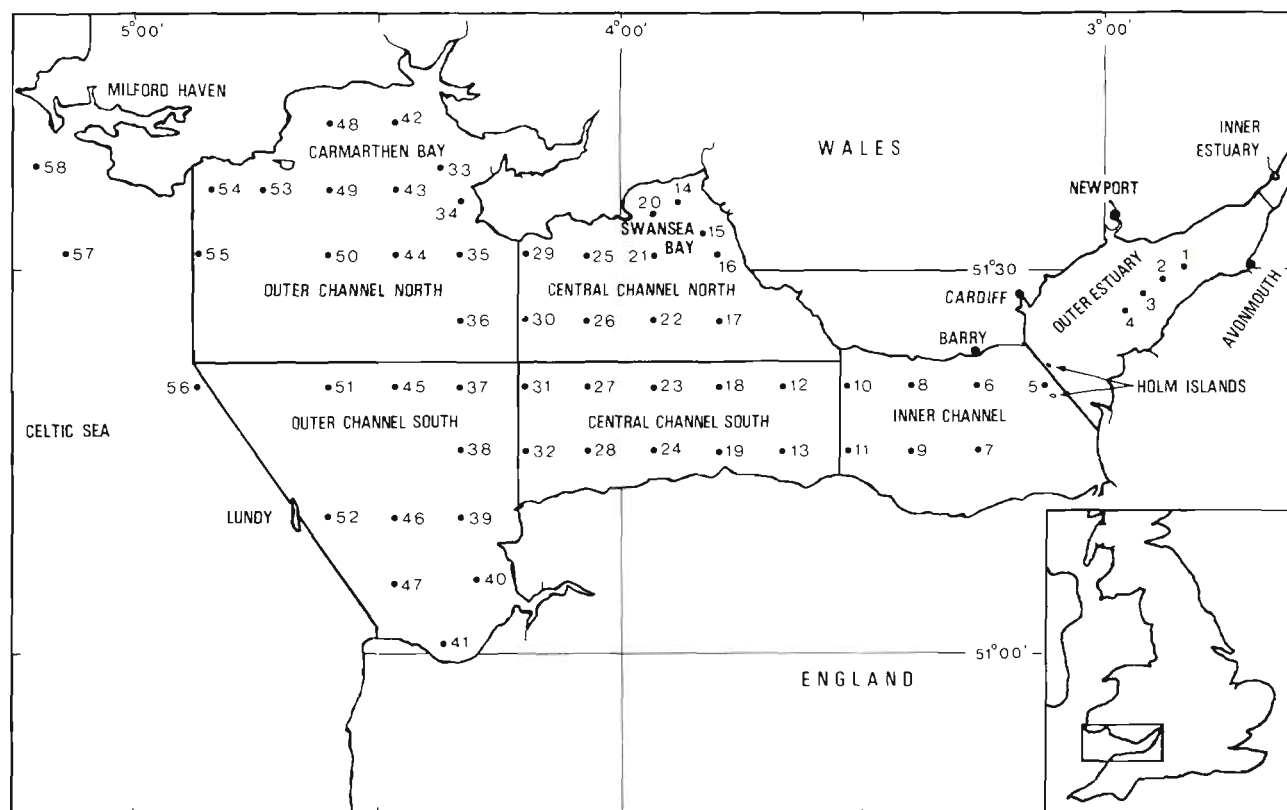 5°00' 4°00' 3°00'
MILFORD HAVEN
INNER
ESTUARY
48 42
CARMARTHEN BAY
WALES
58 33
54 53 49 43 14
34 20 NEWPORT
SWANSEA
BAY 15
57 55 50 44 35 29 25 21 16 51°30' 1
2
OUTER CHANNEL NORTH CENTRAL CHANNEL NORTH CARDIFF 3
OUTER ESTUARY
AVONMOUTH
4
36 30 26 22 17
BARRY
56 51 45 37 31 27 23 18 12 10 8 6 5 HOLM ISLANDS
OUTER CHANNEL SOUTH CENTRAL CHANNEL SOUTH INNER CHANNEL
CELTIC SEA
38 32 28 24 19 13 11 9 7
LUNDY 52 46 39
47 40
41 51°00'
ENGLAND